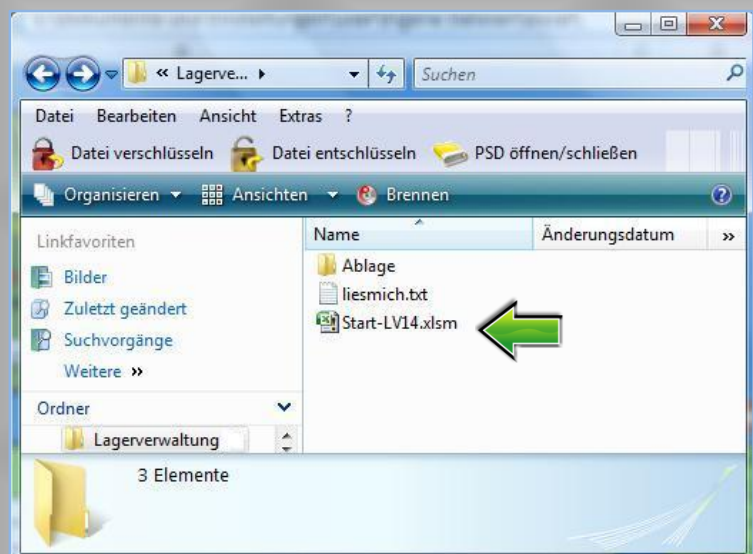 « Lagerve...
Suchen
Datei Bearbeiten Ansicht Extras ?
Datei verschlüsseln Datei entschlüsseln PSD öffnen/schließen
Organisieren Ansichten Brennen
Linkfavoriten
Bilder
Zuletzt geändert
Suchvorgänge
Weitere »
Ordner
Lagerverwaltung
Name Änderungsdatum »
Ablage
liesmich.txt
Start-LV14.xlsm
3 Elemente